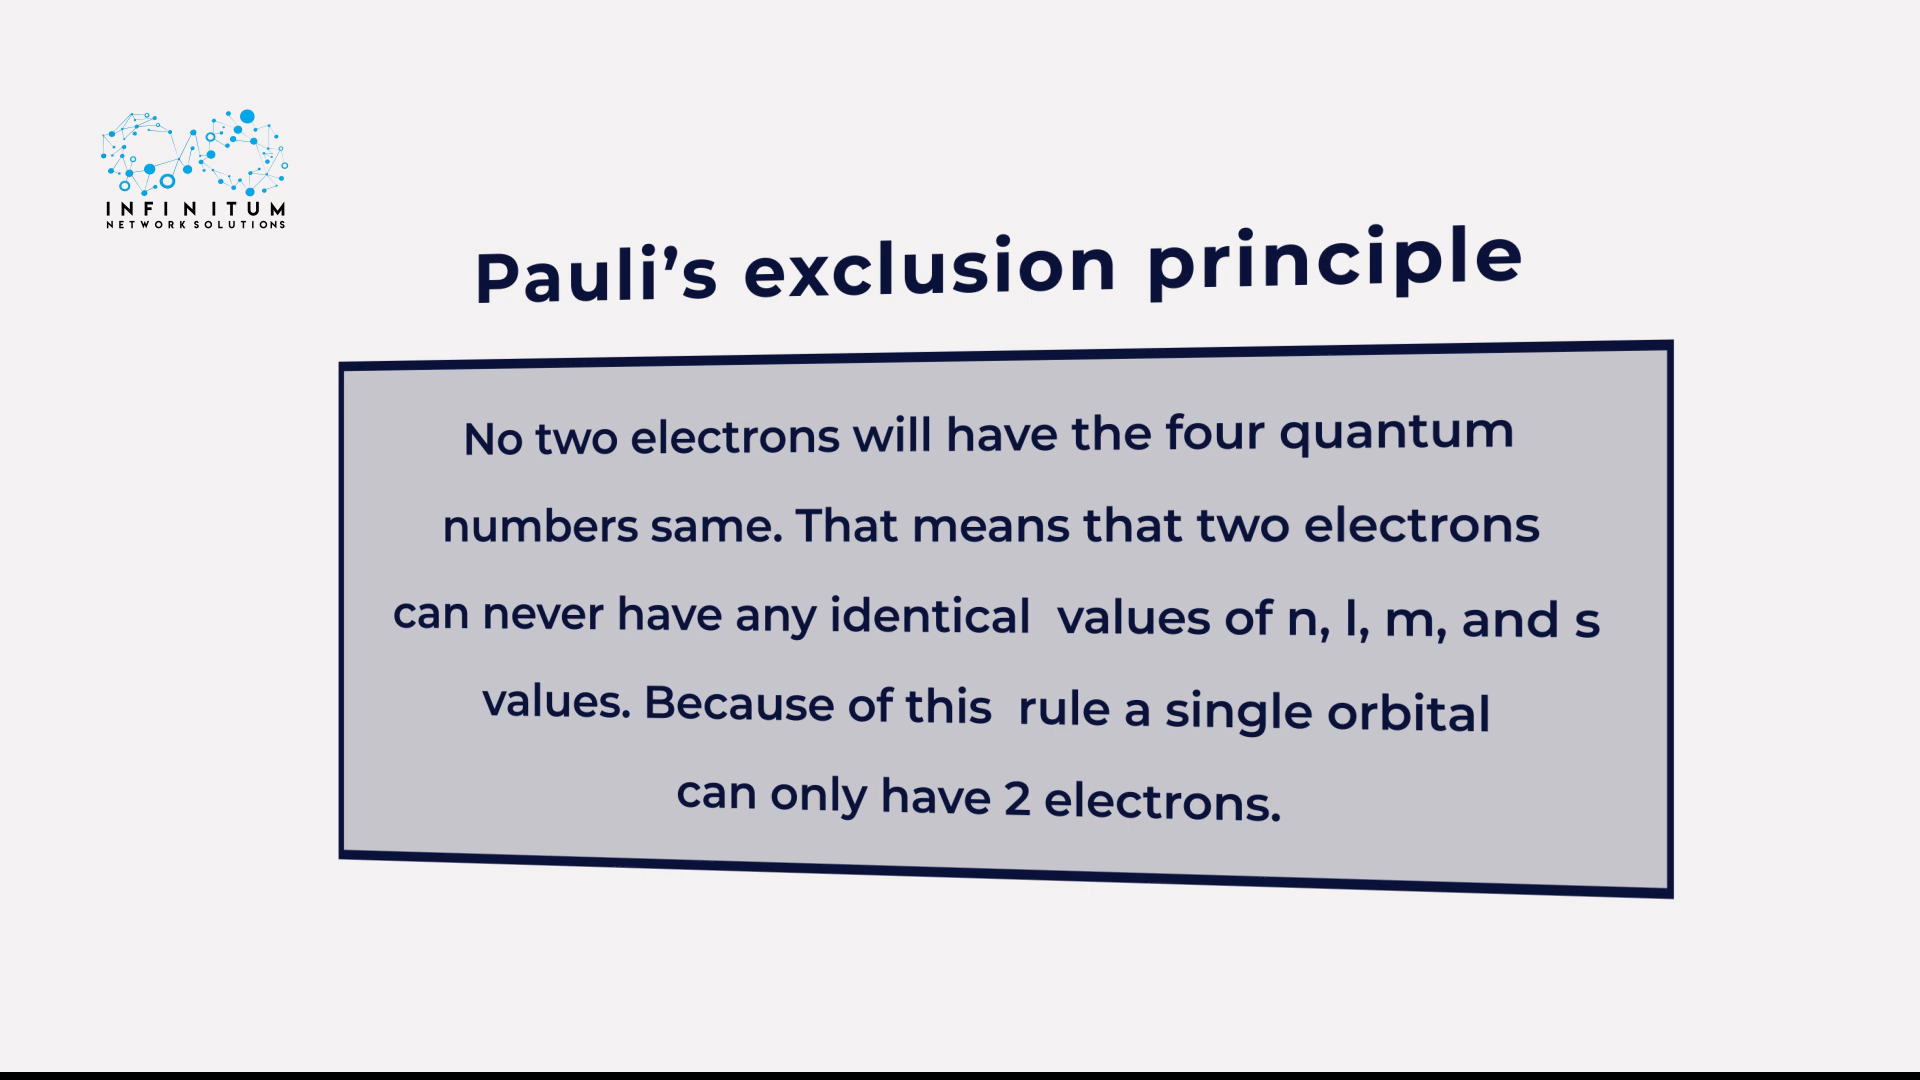 INFINITUM
NETWORK SOLUTIONS
Pauli’s exclusion principle
No two electrons will have the four quantum
numbers same. That means that two electrons
can never have any identical  values of n, l, m, and s
values. Because of this  rule a single orbital
can only have 2 electrons.